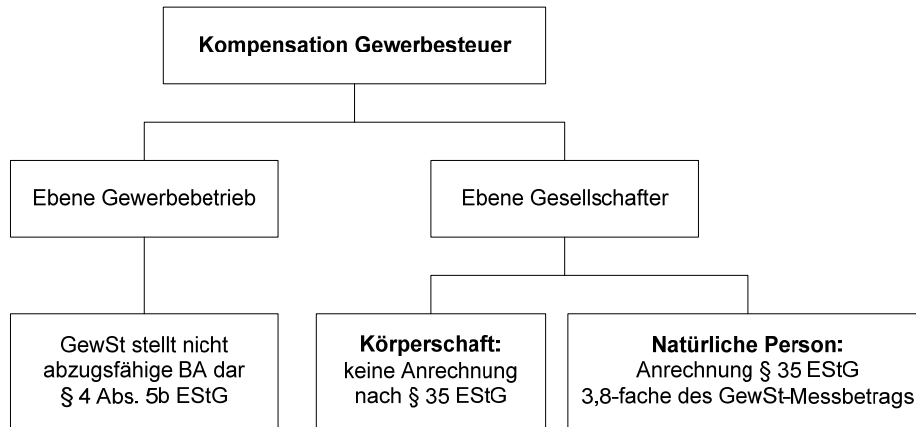 Kompensation Gewerbesteuer
Ebene Gewerbebetrieb
Ebene Gesellschafter
GewSt stellt nicht
abzugsfähige BA dar
§ 4 Abs. 5b EStG
Körperschaft:
keine Anrechnung
nach § 35 EStG
Natürliche Person:
Anrechnung § 35 EStG
3,8-fache des GewSt-Messbetrags